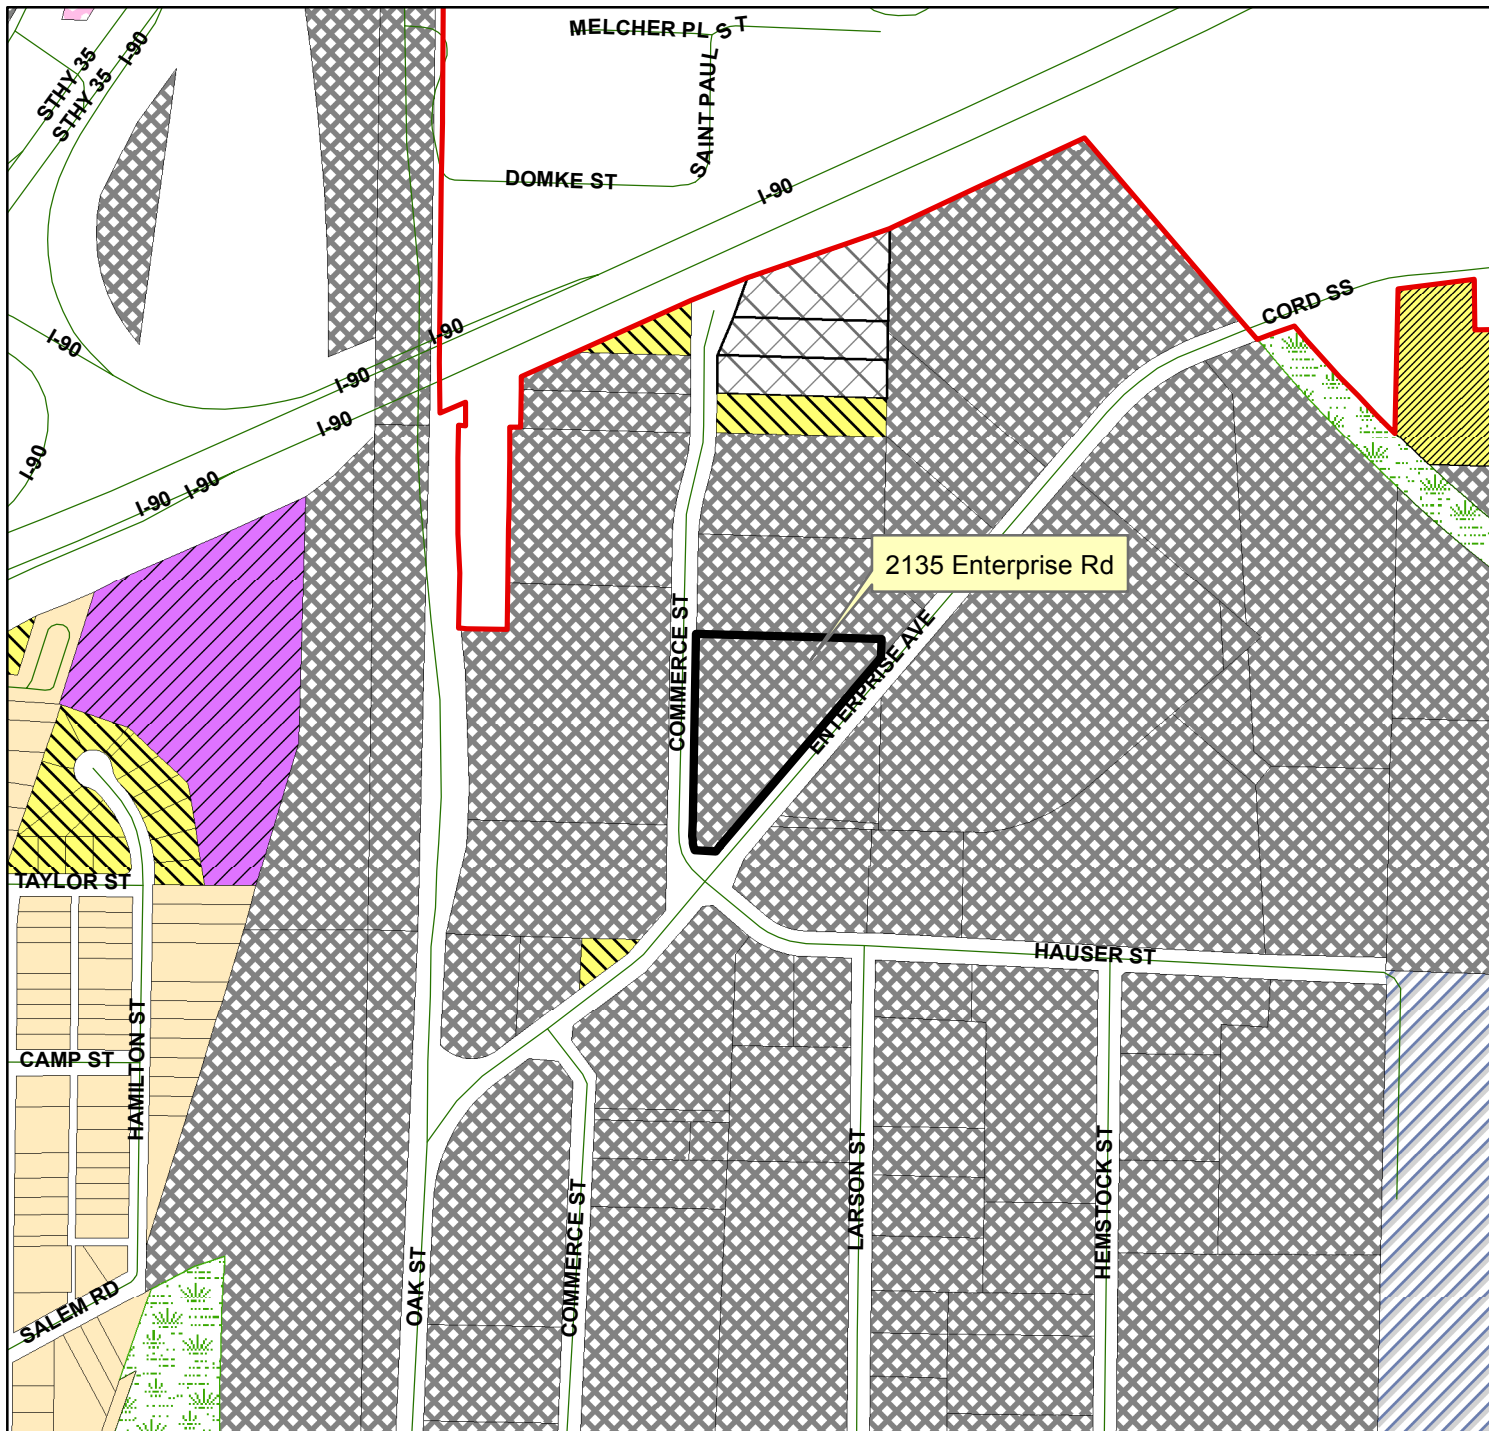 MELCHER PL
S T
STHY 35
STHY 35
I-90
SAINT PAUL
DOMKE ST
I-90
CORD SS
I-90
I-90
I-90
I-90
I-90
I-90
I-90
2135 Enterprise Rd
COMMERCE ST
ENTERPRISE AVE
TAYLOR ST
HAUSER ST
HAMILTON ST
CAMP ST
LARSON ST
HEMSTOCK ST
COMMERCE ST
OAK ST
SALEM RD